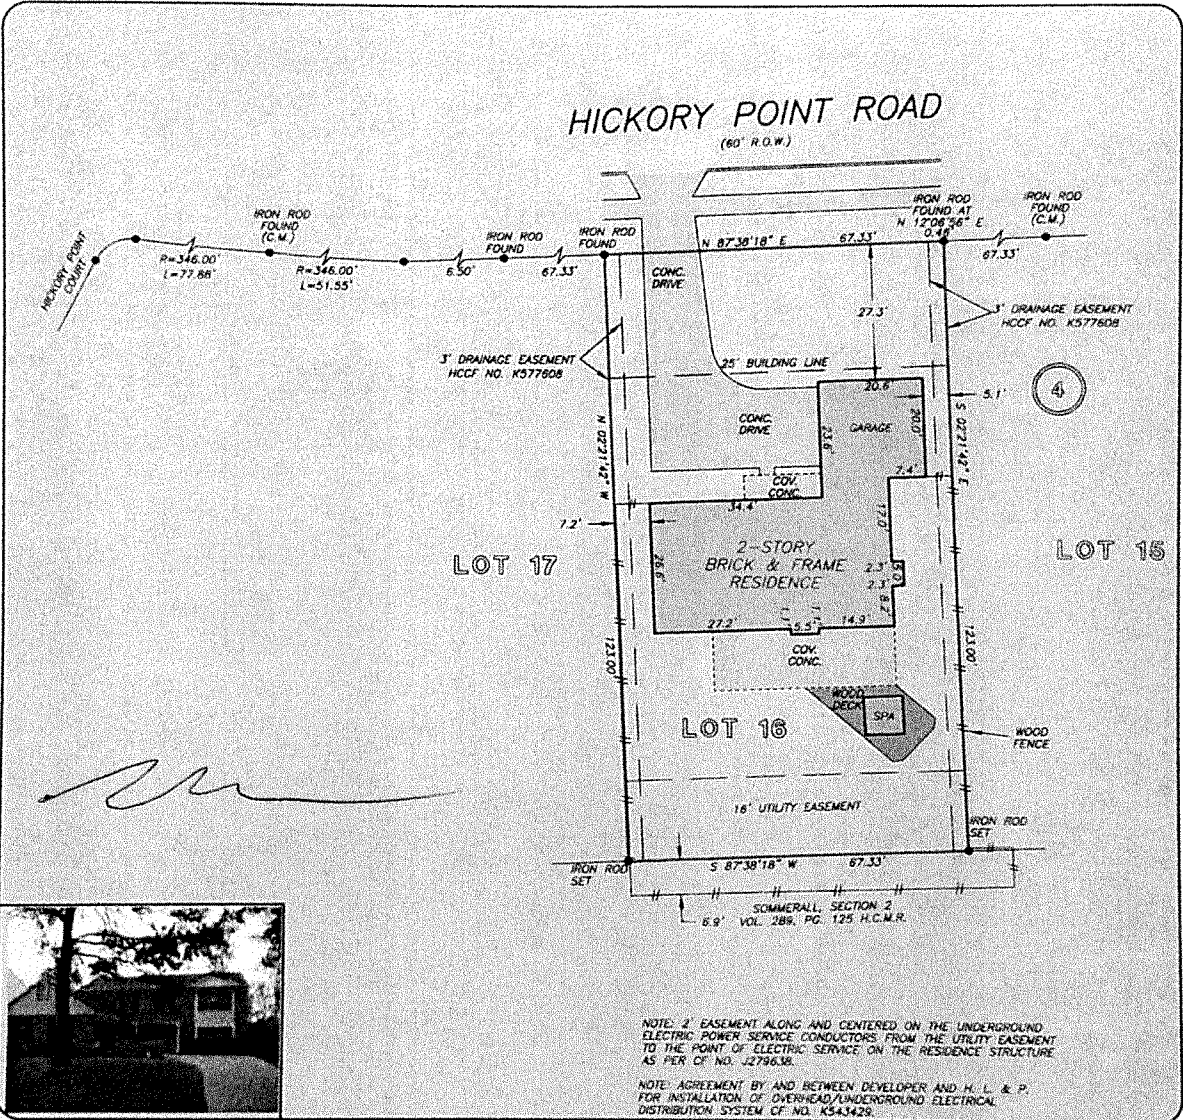 HICKORY POINT ROAD
(60' R.O.W.)
HICKORY POINT
COURT
R=346.00'
L=77.88'
IRON ROD
FOUND
(C.M.)
R=346.00'
L=51.55'
6.50'
IRON ROD
FOUND
67.33'
IRON ROD
FOUND
N 87°38'18" E
67.33'
IRON ROD
FOUND AT
N 12°06'56" E
0.46'
IRON ROD
FOUND
(C.M.)
67.33'
CONC.
DRIVE
27.3'
3' DRAINAGE EASEMENT
HCCF NO. K577608
3' DRAINAGE EASEMENT
HCCF NO. K577608
25' BUILDING LINE
20.6'
5.1'
4
N 02°21'42" W
CONC.
DRIVE
23.6'
GARAGE
20.0'
S 02°21'42" E
7.4'
COV.
CONC.
34.4'
7.2'
17.0'
LOT 17
26.6'
2-STORY
BRICK & FRAME
RESIDENCE
2.3'
5.0'
2.3'
8.2'
LOT 15
27.2'
5.5'
14.9'
COV.
CONC.
123.00'
123.00'
WOOD
DECK
SPA
LOT 16
WOOD
FENCE
16' UTILITY EASEMENT
IRON ROD
SET
IRON ROD
SET
S 87°38'18" W
67.33'
SOMMERALL, SECTION 2
6.9'
VOL. 289, PG. 125 H.C.M.R.
NOTE: 2' EASEMENT ALONG AND CENTERED ON THE UNDERGROUND
ELECTRIC POWER SERVICE CONDUCTORS FROM THE UTILITY EASEMENT
TO THE POINT OF ELECTRIC SERVICE ON THE RESIDENCE STRUCTURE
AS PER CF NO. J279638.
NOTE: AGREEMENT BY AND BETWEEN DEVELOPER AND H. L. & P.
FOR INSTALLATION OF OVERHEAD/UNDERGROUND ELECTRICAL
DISTRIBUTION SYSTEM CF NO. K543429.